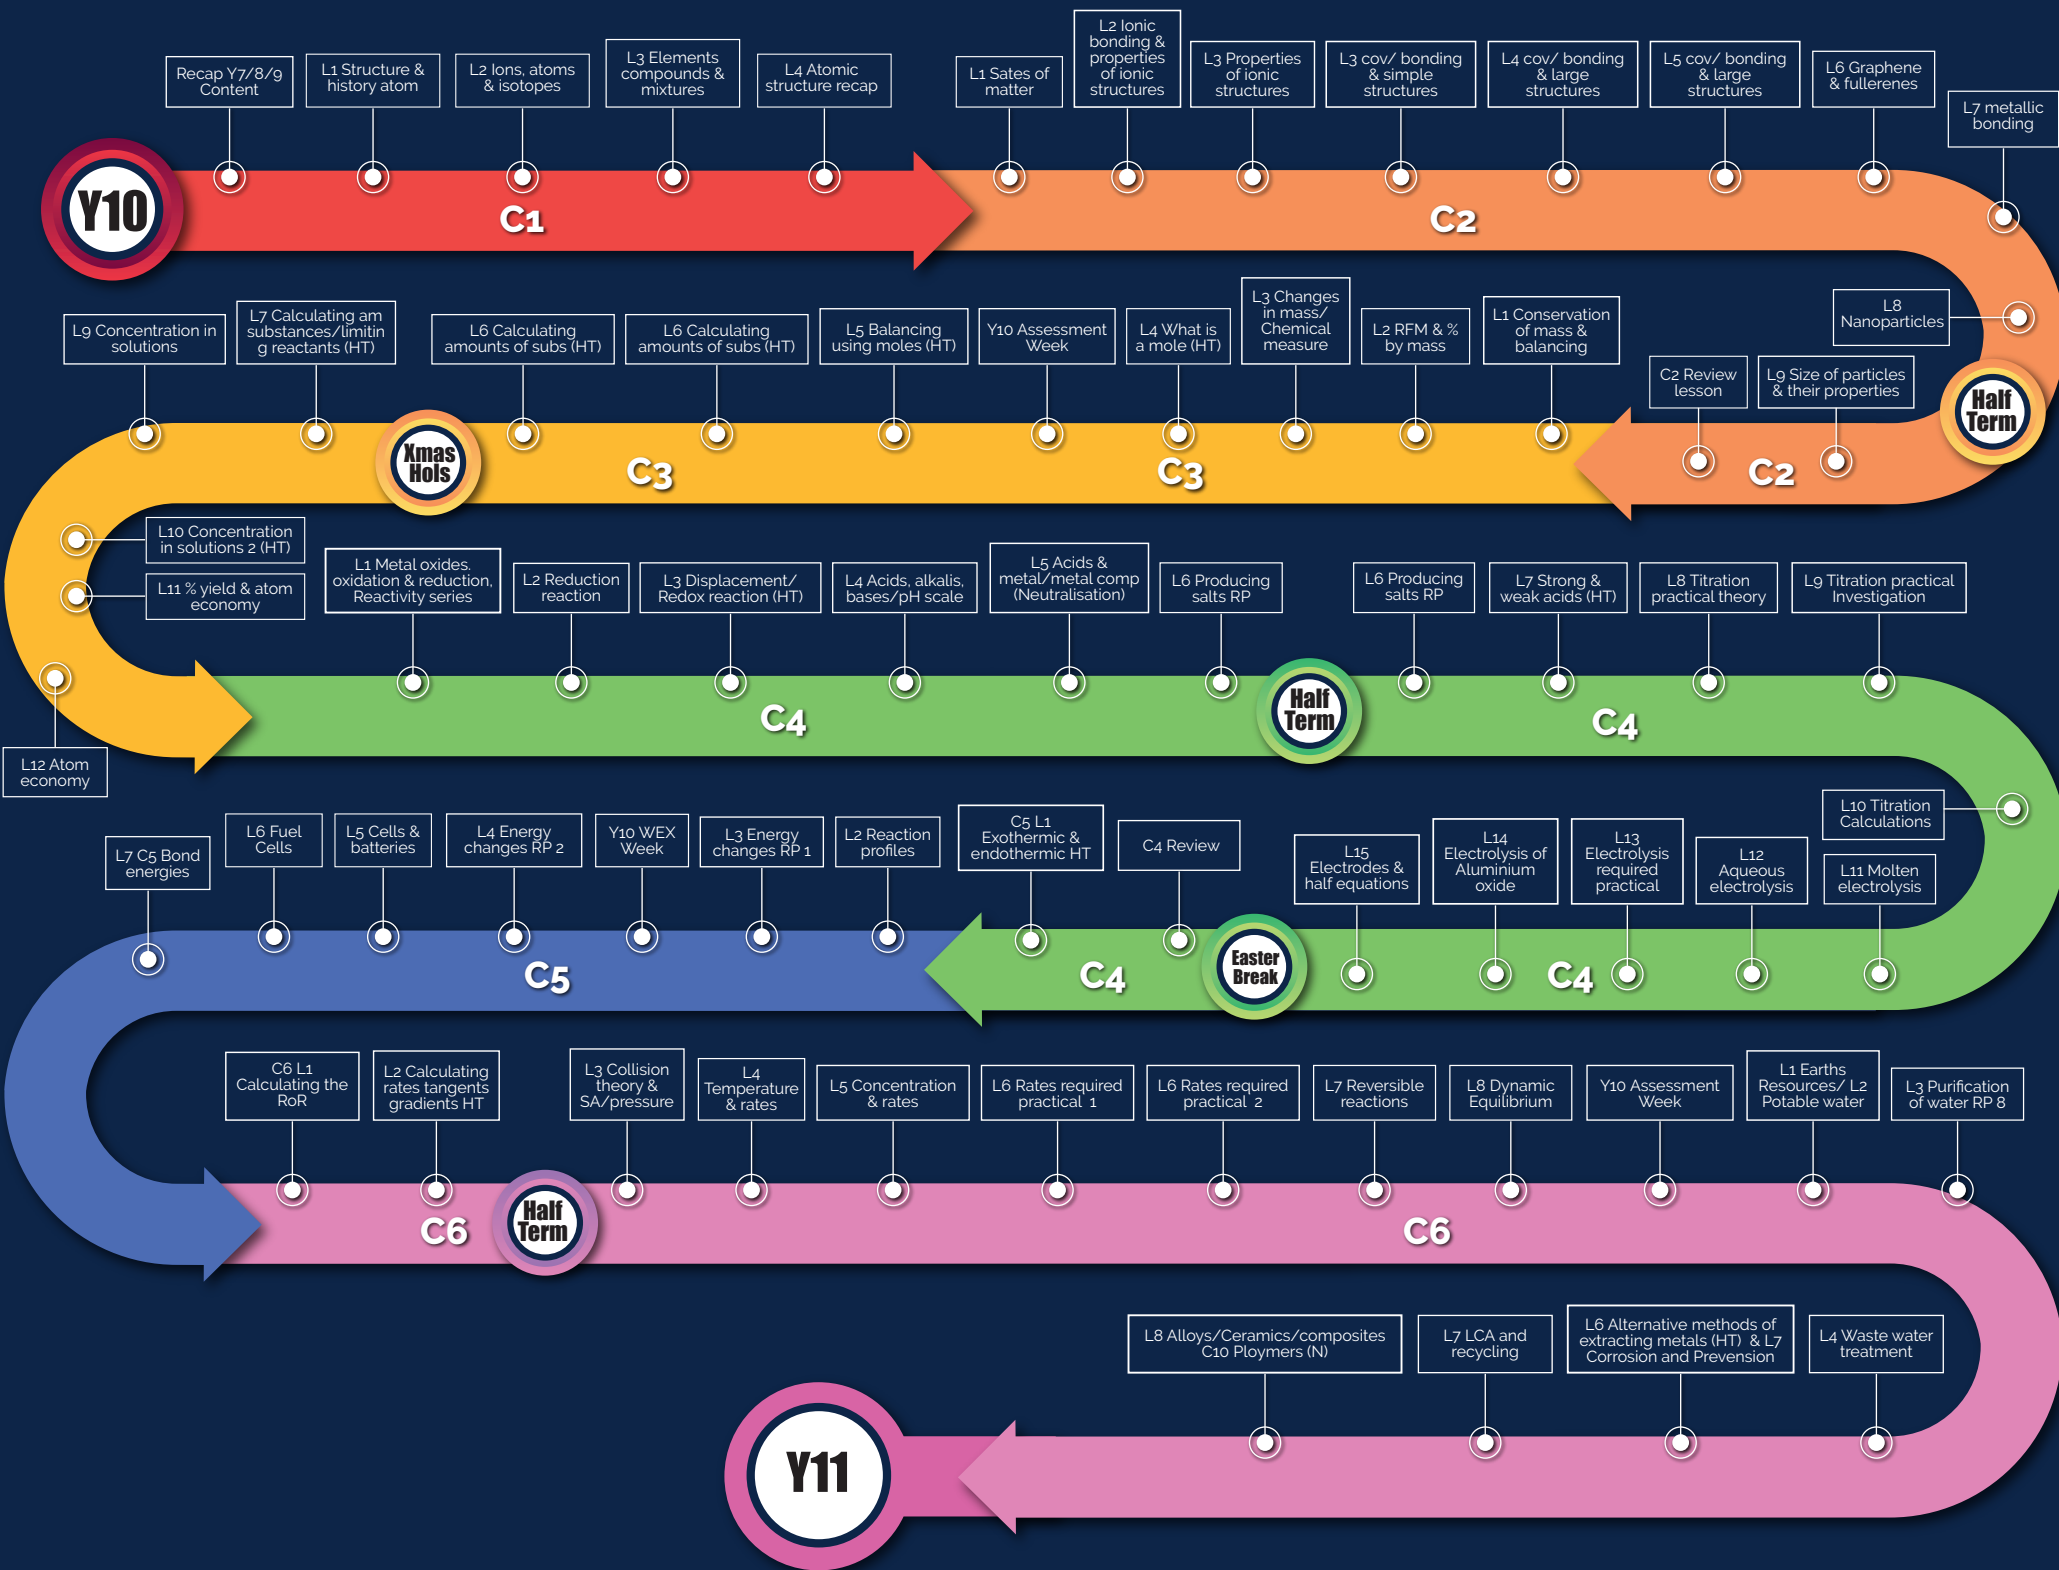 Y10
Recap Y7/8/9
Content
L1 Structure &
history atom
L2 Ions, atoms
& isotopes
L3 Elements
compounds &
mixtures
L4 Atomic
structure recap
C1
L1 Sates of
matter
L2 Ionic
bonding &
properties
of ionic
structures
L3 Properties
of ionic
structures
L3 cov/ bonding
& simple
structures
L4 cov/ bonding
& large
structures
L5 cov/ bonding
& large
structures
L6 Graphene
& fullerenes
L7 metallic
bonding
C2
L8
Nanoparticles
Half
Term
L9 Size of particles
& their properties
C2 Review
lesson
C2
L1 Conservation
of mass &
balancing
L2 RFM & %
by mass
L3 Changes
in mass/
Chemical
measure
L4 What is
a mole (HT)
Y10 Assessment
Week
L5 Balancing
using moles (HT)
L6 Calculating
amounts of subs (HT)
L6 Calculating
amounts of subs (HT)
C3
C3
Xmas
Hols
L7 Calculating am
substances/limitin
g reactants (HT)
L9 Concentration in
solutions
L10 Concentration
in solutions 2 (HT)
L11 % yield & atom
economy
L12 Atom
economy
L1 Metal oxides.
oxidation & reduction,
Reactivity series
L2 Reduction
reaction
L3 Displacement/
Redox reaction (HT)
L4 Acids, alkalis,
bases/pH scale
L5 Acids &
metal/metal comp
(Neutralisation)
L6 Producing
salts RP
C4
Half
Term
L6 Producing
salts RP
L7 Strong &
weak acids (HT)
L8 Titration
practical theory
L9 Titration practical
Investigation
C4
L10 Titration
Calculations
L11 Molten
electrolysis
L12
Aqueous
electrolysis
L13
Electrolysis
required
practical
L14
Electrolysis of
Aluminium
oxide
L15
Electrodes &
half equations
C4
Easter
Break
C4 Review
C5 L1
Exothermic &
endothermic HT
C4
L2 Reaction
profiles
L3 Energy
changes RP 1
Y10 WEX
Week
L4 Energy
changes RP 2
L5 Cells &
batteries
L6 Fuel
Cells
L7 C5 Bond
energies
C5
C6 L1
Calculating the
RoR
L2 Calculating
rates tangents
gradients HT
C6
Half
Term
L3 Collision
theory &
SA/pressure
L4
Temperature
& rates
L5 Concentration
& rates
L6 Rates required
practical 1
L6 Rates required
practical 2
L7 Reversible
reactions
L8 Dynamic
Equilibrium
Y10 Assessment
Week
L1 Earths
Resources/ L2
Potable water
L3 Purification
of water RP 8
C6
L4 Waste water
treatment
L6 Alternative methods of
extracting metals (HT) & L7
Corrosion and Prevention
L7 LCA and
recycling
L8 Alloys/Ceramics/composites
C10 Ploymers (N)
Y11